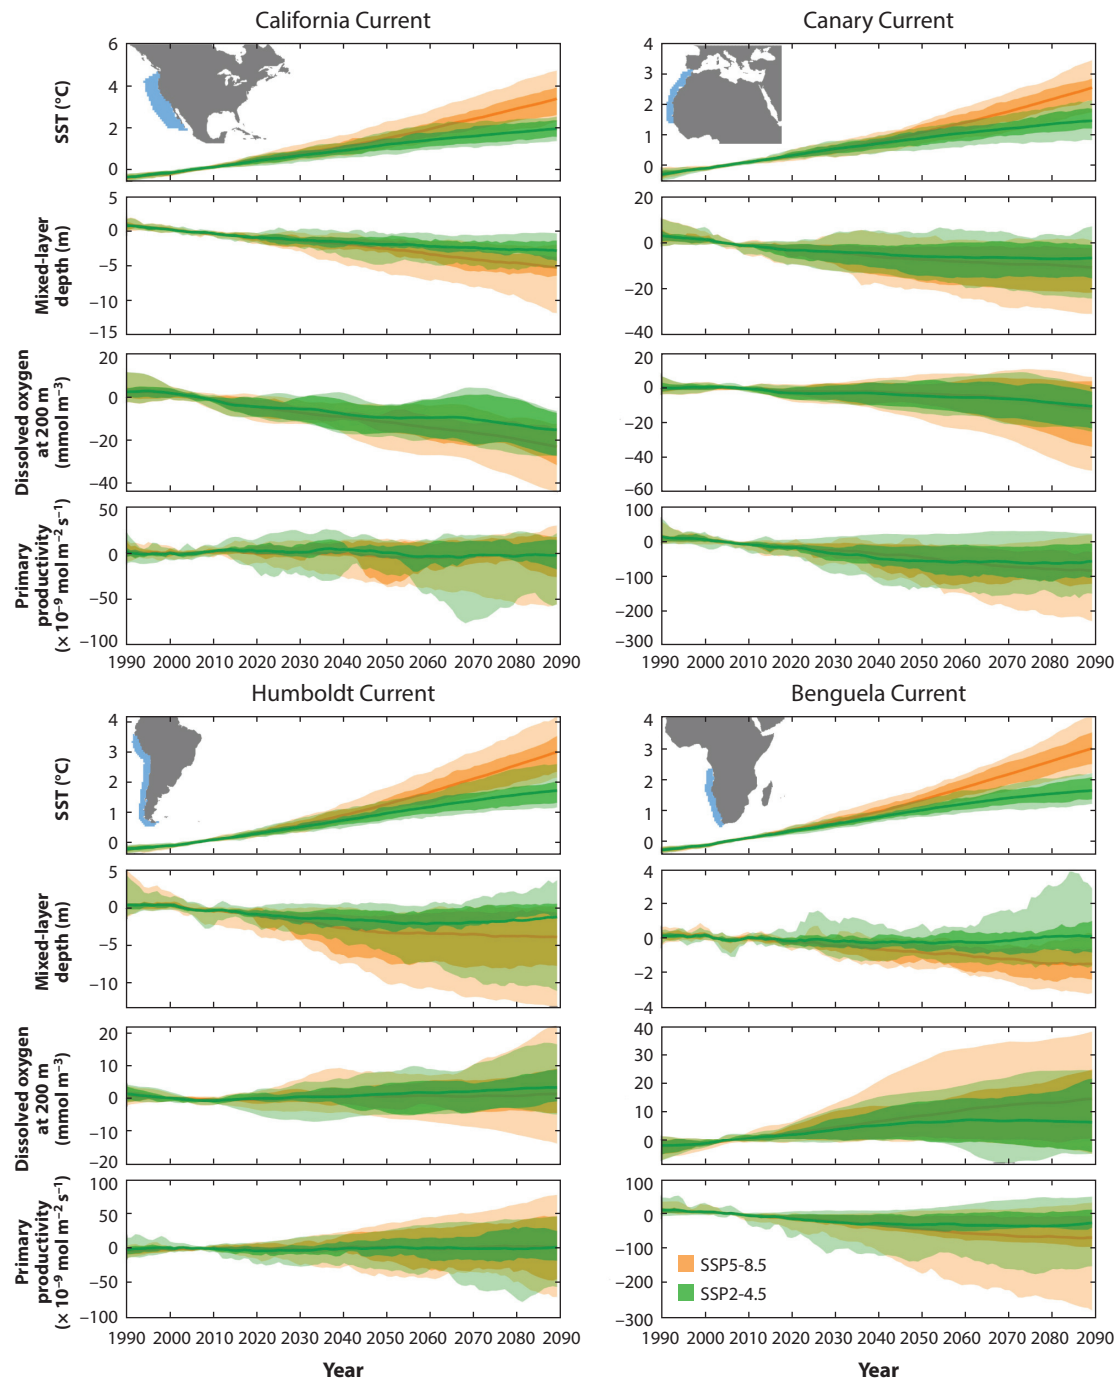 California Current
SST (°C)
6
4
2
0
Mixed-layer
depth (m)
5
0
−5
−10
−15
Dissolved oxygen
at 200 m
(mmol m−3)
20
0
−20
−40
Primary
productivity
(× 10−9 mol m−2 s−1)
50
0
−50
−100
1990 2000 2010 2020 2030 2040 2050 2060 2070 2080 2090
Canary Current
4
3
2
1
0
20
0
−20
−40
20
0
−20
−40
−60
100
0
−100
−200
−300
1990 2000 2010 2020 2030 2040 2050 2060 2070 2080 2090
Humboldt Current
SST (°C)
4
3
2
1
0
Mixed-layer
depth (m)
5
0
−5
−10
Dissolved oxygen
at 200 m
(mmol m−3)
20
10
0
−10
−20
Primary
productivity
(× 10−9 mol m−2 s−1)
100
50
0
−50
−100
1990 2000 2010 2020 2030 2040 2050 2060 2070 2080 2090
Year
Benguela Current
4
3
2
1
0
4
2
0
−2
−4
40
30
20
10
0
100
0
−100
−200
−300
SSP5-8.5
SSP2-4.5
1990 2000 2010 2020 2030 2040 2050 2060 2070 2080 2090
Year